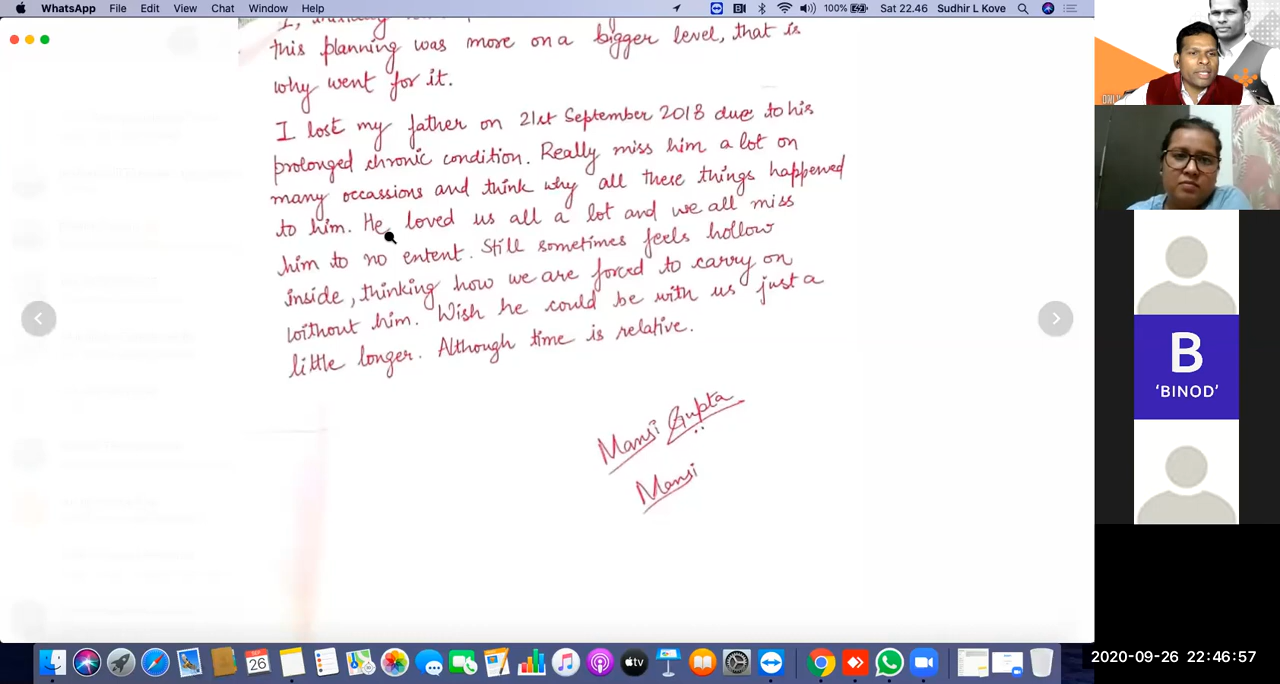 WhatsApp File Edit View Chat Window Help
100% Sat 22.46 Sudhir L Kove
this planning was more on a bigger level, that is
why went for it.
I lost my father on 21st September 2018 due to his
prolonged chronic condition. Really miss him a lot on
many occassions and think why all these things happened
to him. He loved us all a lot and we all miss
him to no entent. Still sometimes feels hollow
inside, thinking how we are forced to carry on
without him. Wish he could be with us just a
little longer. Although time is relative.
Mansi Gupta
Mansi
B
'BINOD'
SEP
26
tv
2020-09-26 22:46:57